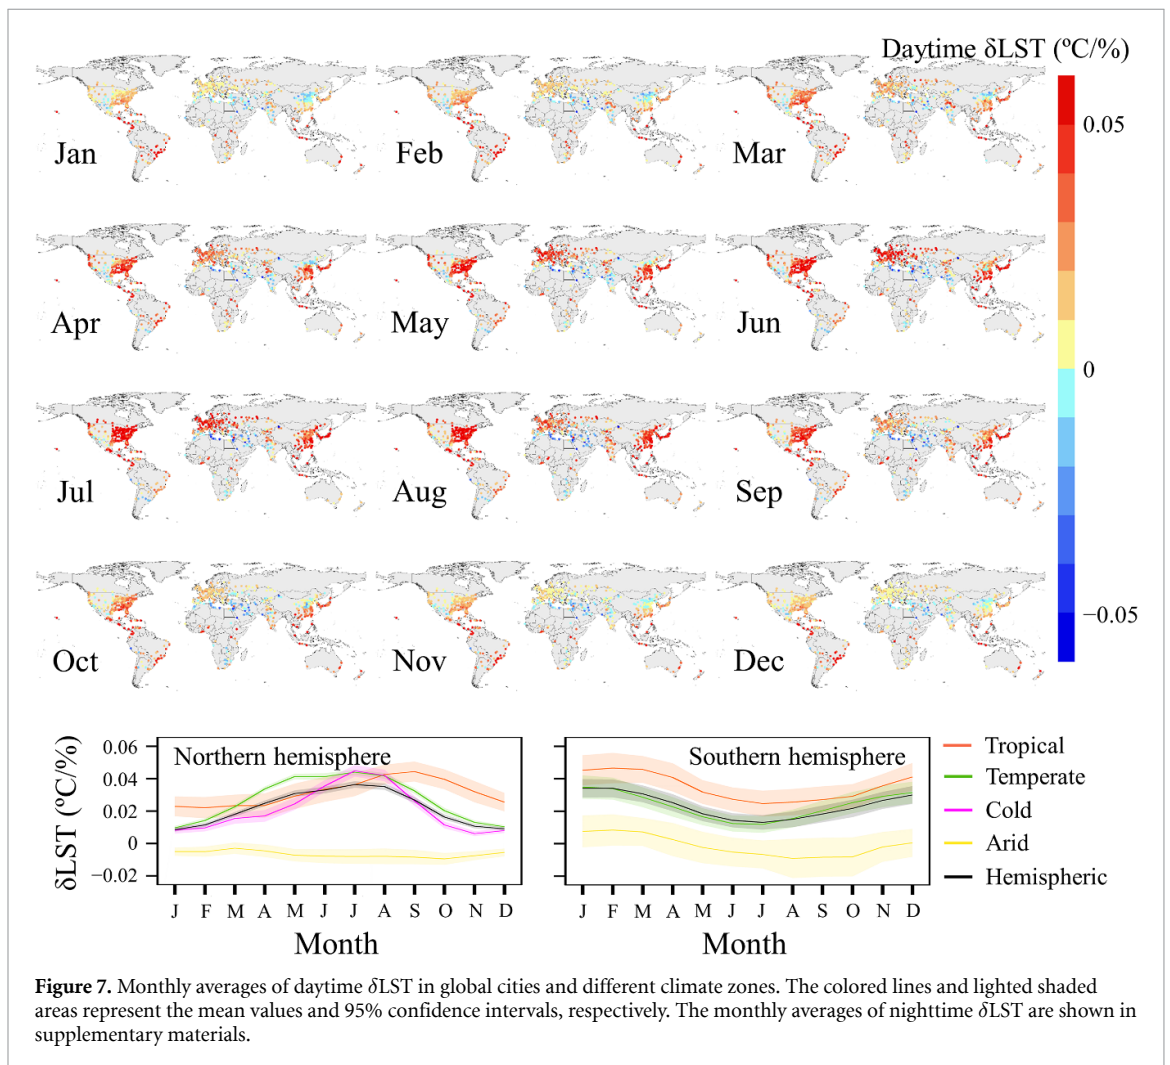 Daytime δLST (ºC/%)
Jan
Feb
Mar
0.05
Apr
May
Jun
0
Jul
Aug
Sep
−0.05
Oct
Nov
Dec
δLST (ºC/%)
0.06
0.04
0.02
0
−0.02
Northern hemisphere
J F M A M J J A S O N D
Month
Southern hemisphere
J F M A M J J A S O N D
Month
Tropical
Temperate
Cold
Arid
Hemispheric
Figure 7. Monthly averages of daytime δLST in global cities and different climate zones. The colored lines and lighted shaded
areas represent the mean values and 95% confidence intervals, respectively. The monthly averages of nighttime δLST are shown in
supplementary materials.